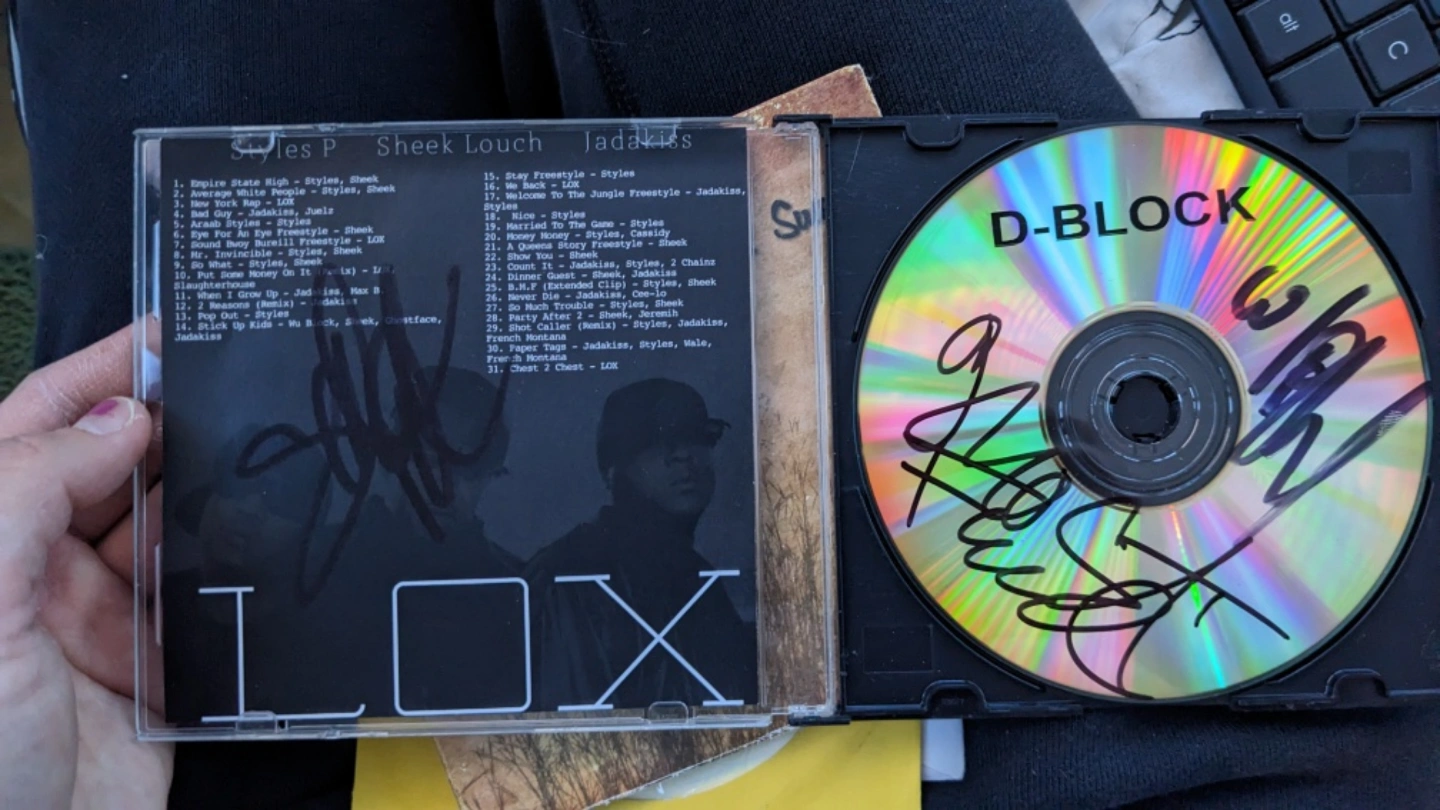 Styles P Sheek Louch Jadakiss
1. Empire State High - Styles, Sheek
2. Average White People - Styles, Sheek
3. New York Rap - LOX
4. Bad Guy - Jadakiss, Juelz
5. Araab Styles - Styles
6. Eye For An Eye Freestyle - Sheek
7. Sound Bwoy Bureill Freestyle - LOX
8. Mr. Invincible - Styles, Sheek
9. So What - Styles, Sheek
10. Put Some Money On It (Remix) - LOX,
Slaughterhouse
11. When I Grow Up - Jadakiss, Max B.
12. 2 Reasons (Remix) - Jadakiss
13. Pop Out - Styles
14. Stick Up Kids - Wu Block, Sheek, Ghostface,
Jadakiss
15. Stay Freestyle - Styles
16. We Back - LOX
17. Welcome To The Jungle Freestyle - Jadakiss,
Styles
18. Nice - Styles
19. Married To The Game - Styles
20. Money Money - Styles, Cassidy
21. A Queens Story Freestyle - Sheek
22. Show You - Sheek
23. Count It - Jadakiss, Styles, 2 Chainz
24. Dinner Guest - Sheek, Jadakiss
25. B.M.F (Extended Clip) - Styles, Sheek
26. Never Die - Jadakiss, Cee-lo
27. So Much Trouble - Styles, Sheek
28. Party After 2 - Sheek, Jeremih
29. Shot Caller (Remix) - Styles, Jadakiss,
French Montana
30. Paper Tags - Jadakiss, Styles, Wale,
French Montana
31. Chest 2 Chest - LOX
LOX
D-BLOCK
alt
C